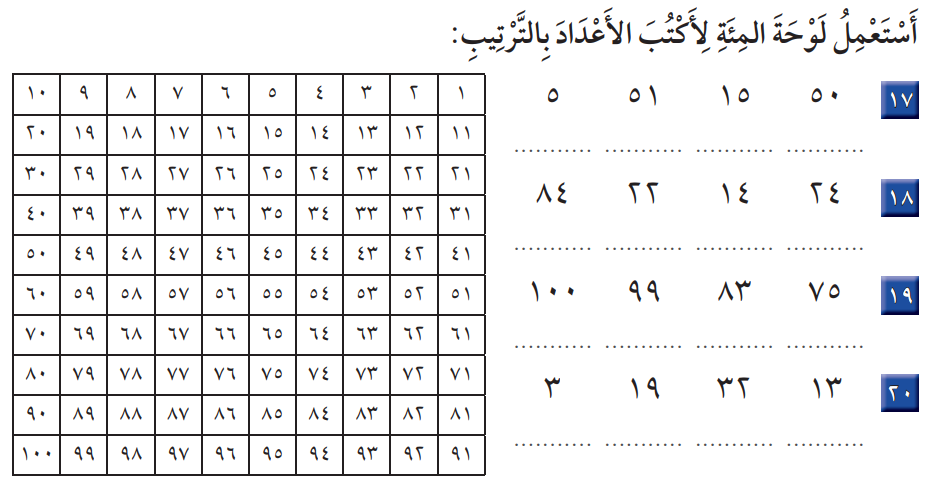 أَسْتَعْمِلُ لَوْحَةَ المِئَةِ لِأَكْتُبَ الأَعْدَادَ بِالتَّرْتِيبِ:
١٧ ٥٠ ١٥ ٥١ ٥
........... ........... ........... ...........
١٨ ٢٤ ١٤ ٢٢ ٨٤
........... ........... ........... ...........
١٩ ٧٥ ٨٣ ٩٩ ١٠٠
........... ........... ........... ...........
٢٠ ١٣ ٣٢ ١٩ ٣
........... ........... ........... ...........
١ ٢ ٣ ٤ ٥ ٦ ٧ ٨ ٩ ١٠
١١ ١٢ ١٣ ١٤ ١٥ ١٦ ١٧ ١٨ ١٩ ٢٠
٢١ ٢٢ ٢٣ ٢٤ ٢٥ ٢٦ ٢٧ ٢٨ ٢٩ ٣٠
٣١ ٣٢ ٣٣ ٣٤ ٣٥ ٣٦ ٣٧ ٣٨ ٣٩ ٤٠
٤١ ٤٢ ٤٣ ٤٤ ٤٥ ٤٦ ٤٧ ٤٨ ٤٩ ٥٠
٥١ ٥٢ ٥٣ ٥٤ ٥٥ ٥٦ ٥٧ ٥٨ ٥٩ ٦٠
٦١ ٦٢ ٦٣ ٦٤ ٦٥ ٦٦ ٦٧ ٦٨ ٦٩ ٧٠
٧١ ٧٢ ٧٣ ٧٤ ٧٥ ٧٦ ٧٧ ٧٨ ٧٩ ٨٠
٨١ ٨٢ ٨٣ ٨٤ ٨٥ ٨٦ ٨٧ ٨٨ ٨٩ ٩٠
٩١ ٩٢ ٩٣ ٩٤ ٩٥ ٩٦ ٩٧ ٩٨ ٩٩ ١٠٠